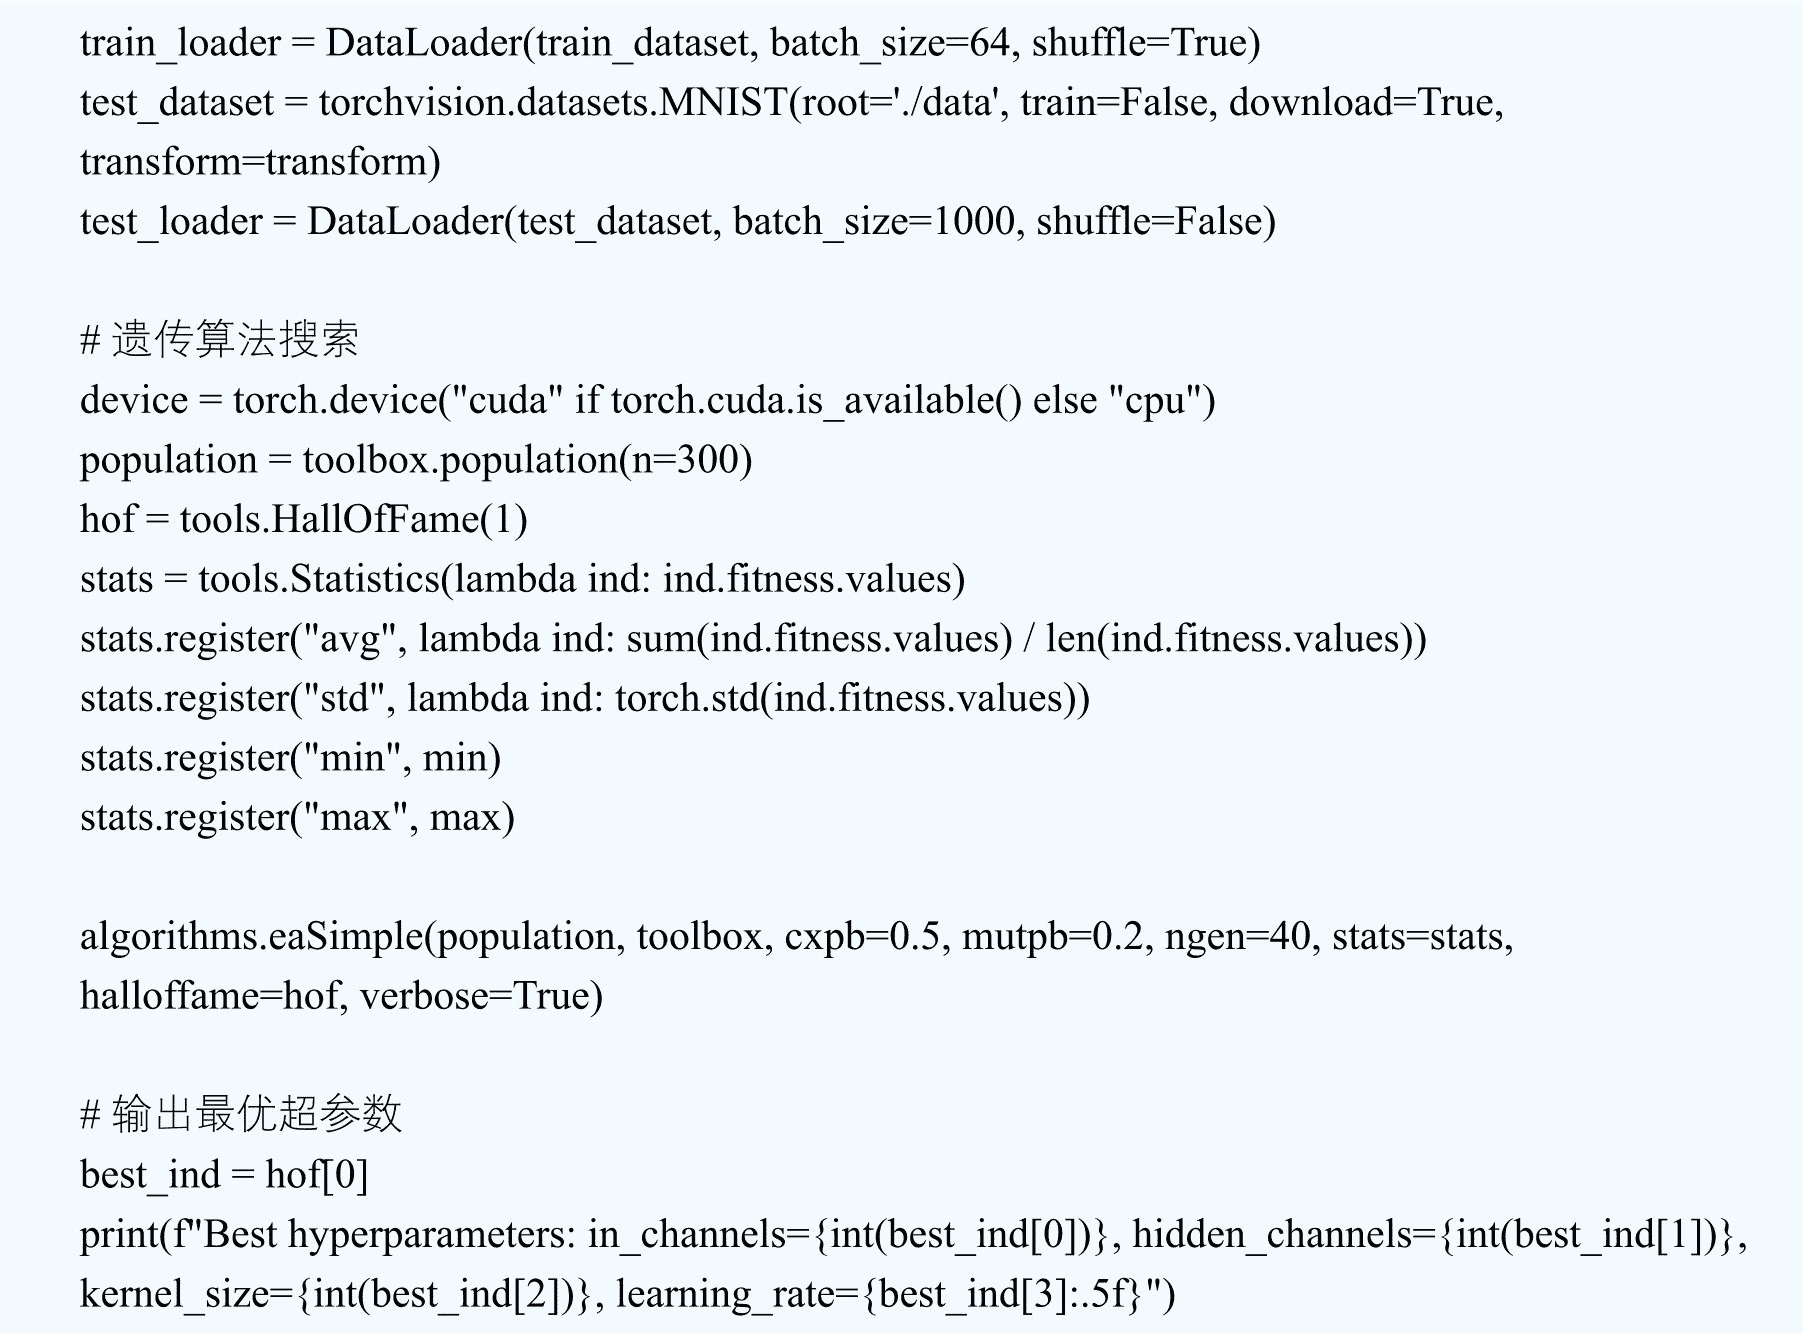 train_loader = DataLoader(train_dataset, batch_size=64, shuffle=True)
test_dataset = torchvision.datasets.MNIST(root='./data', train=False, download=True,
transform=transform)
test_loader = DataLoader(test_dataset, batch_size=1000, shuffle=False)
# 遗传算法搜索
device = torch.device("cuda" if torch.cuda.is_available() else "cpu")
population = toolbox.population(n=300)
hof = tools.HallOfFame(1)
stats = tools.Statistics(lambda ind: ind.fitness.values)
stats.register("avg", lambda ind: sum(ind.fitness.values) / len(ind.fitness.values))
stats.register("std", lambda ind: torch.std(ind.fitness.values))
stats.register("min", min)
stats.register("max", max)
algorithms.eaSimple(population, toolbox, cxpb=0.5, mutpb=0.2, ngen=40, stats=stats,
halloffame=hof, verbose=True)
# 输出最优超参数
best_ind = hof[0]
print(f"Best hyperparameters: in_channels={int(best_ind[0])}, hidden_channels={int(best_ind[1])},
kernel_size={int(best_ind[2])}, learning_rate={best_ind[3]:.5f}")